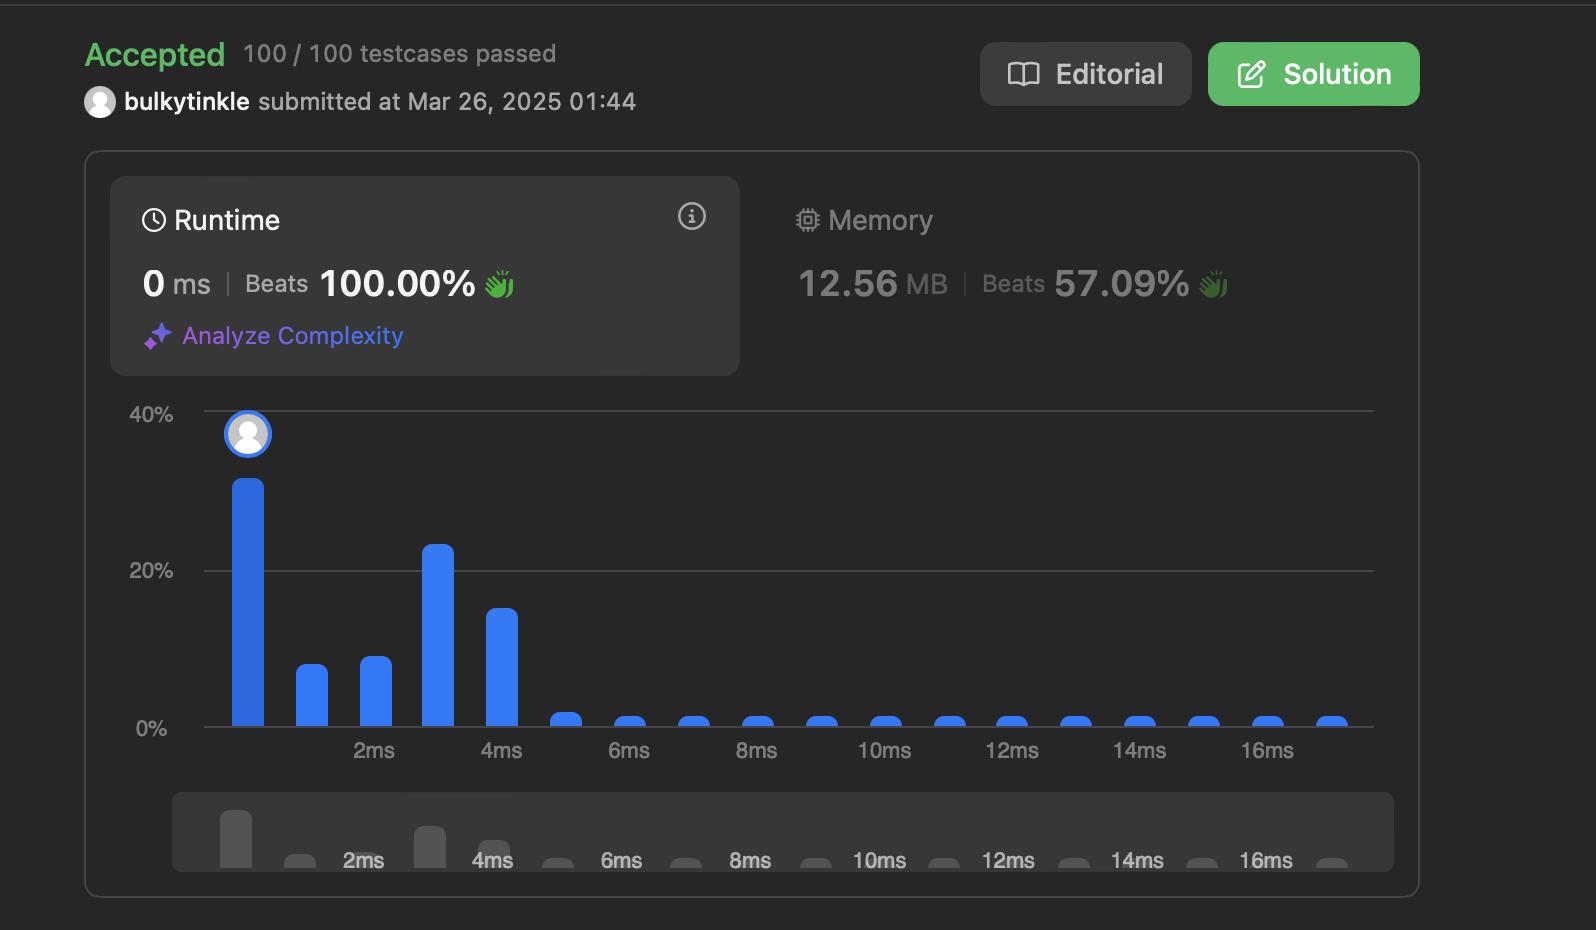 Accepted 100 / 100 testcases passed
bulkytinkle submitted at Mar 26, 2025 01:44
Editorial
Solution
Runtime
0 ms | Beats 100.00%
Analyze Complexity
Memory
12.56 MB | Beats 57.09%
40%
20%
0%
2ms 4ms 6ms 8ms 10ms 12ms 14ms 16ms
2ms 4ms 6ms 8ms 10ms 12ms 14ms 16ms